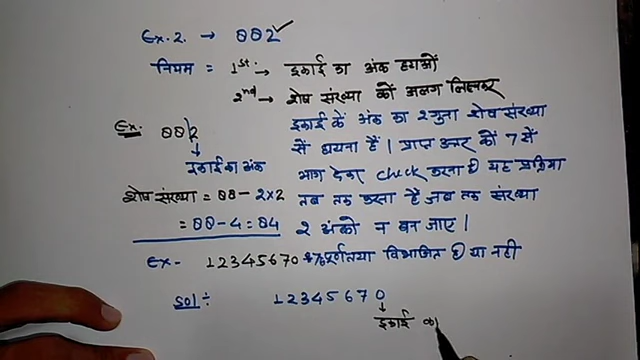 Ex. 2. → 882 ✓
नियम = 1st → इकाई का अंक हटाओं
2nd → शेष संख्या को अलग लिखकर
इकाई के अंक का 2 गुना शेष संख्या
Ex: 882
से घटाना है। प्राप्त उत्तर को 7 से
इकाई का अंक
भाग देकर check करना है यह प्रक्रिया
शेष संख्या = 88 - 2×2
तब तक करना है जब तक संख्या
= 88 - 4 = 84
2 अंको न बन जाए।
Ex- 12345670 पूर्णतया विभाजित है या नही
Sol ÷ 12345670
इकाई का